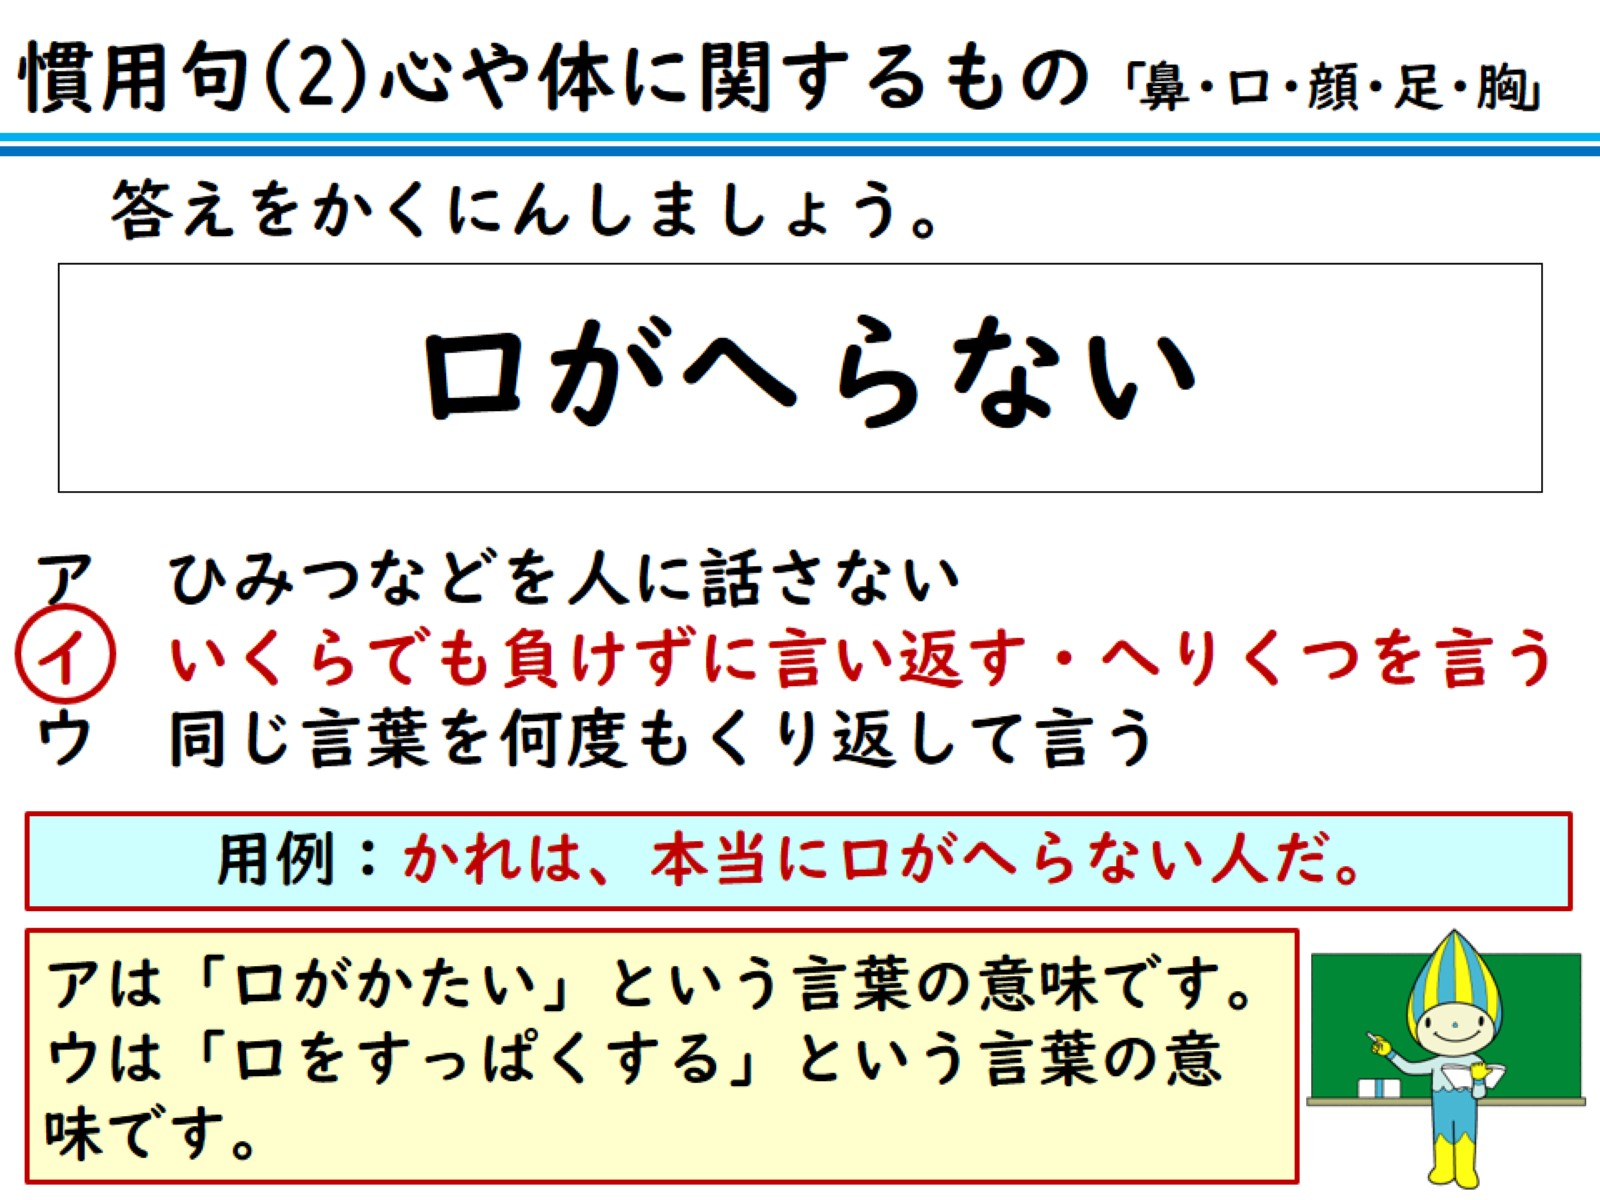 慣用句(2)心や体に関するもの「鼻・口・顔・足・胸」
答えをかくにんしましょう。
口がへらない
ア　ひみつなどを人に話さない
イ　いくらでも負けずに言い返す・へりくつを言う
ウ　同じ言葉を何度もくり返して言う
用例：かれは、本当に口がへらない人だ。
アは「口がかたい」という言葉の意味です。
ウは「口をすっぱくする」という言葉の意
味です。